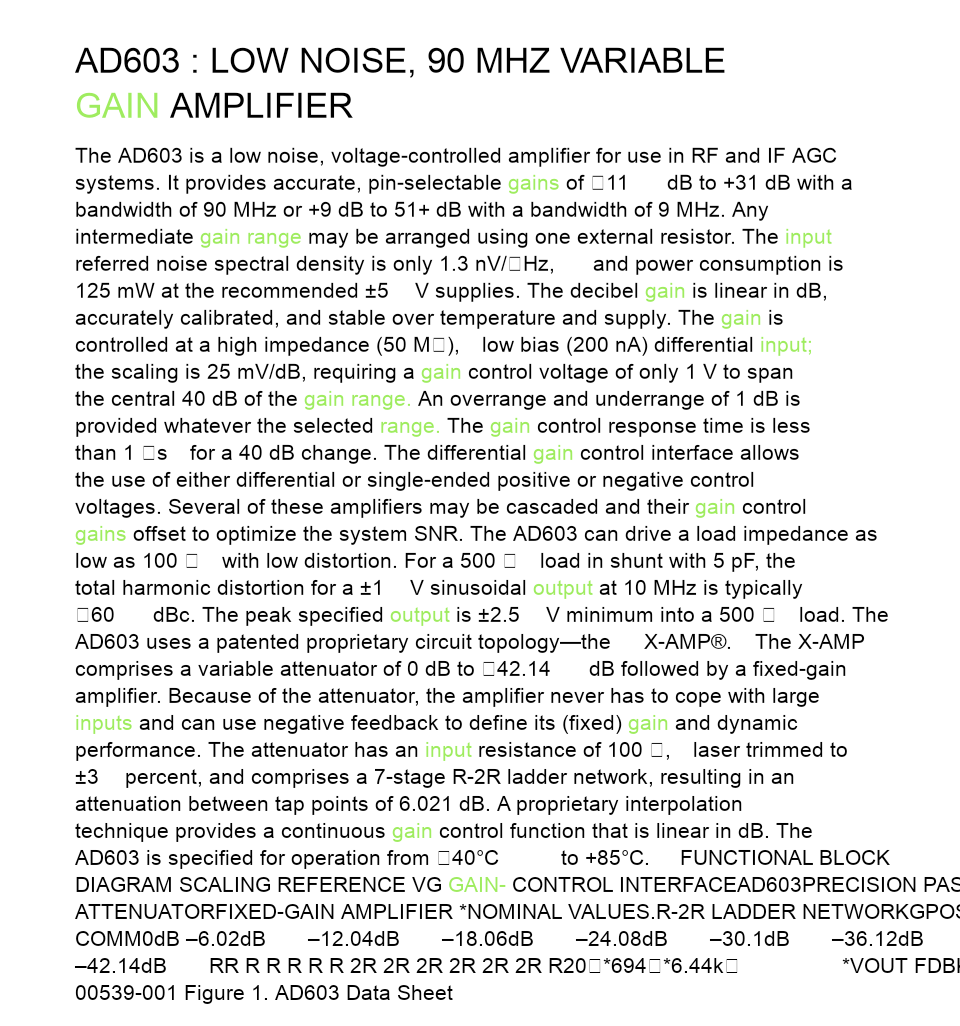 AD603 : LOW NOISE, 90 MHZ VARIABLE
GAIN AMPLIFIER
The AD603 is a low noise, voltage-controlled amplifier for use in RF and IF AGC
systems. It provides accurate, pin-selectable gains of □11 dB to +31 dB with a
bandwidth of 90 MHz or +9 dB to 51+ dB with a bandwidth of 9 MHz. Any
intermediate gain range may be arranged using one external resistor. The input
referred noise spectral density is only 1.3 nV/□Hz, and power consumption is
125 mW at the recommended ±5 V supplies. The decibel gain is linear in dB,
accurately calibrated, and stable over temperature and supply. The gain is
controlled at a high impedance (50 M□), low bias (200 nA) differential input;
the scaling is 25 mV/dB, requiring a gain control voltage of only 1 V to span
the central 40 dB of the gain range. An overrange and underrange of 1 dB is
provided whatever the selected range. The gain control response time is less
than 1 □s for a 40 dB change. The differential gain control interface allows
the use of either differential or single-ended positive or negative control
voltages. Several of these amplifiers may be cascaded and their gain control
gains offset to optimize the system SNR. The AD603 can drive a load impedance as
low as 100 □ with low distortion. For a 500 □ load in shunt with 5 pF, the
total harmonic distortion for a ±1 V sinusoidal output at 10 MHz is typically
□60 dBc. The peak specified output is ±2.5 V minimum into a 500 □ load. The
AD603 uses a patented proprietary circuit topology—the X-AMP®. The X-AMP
comprises a variable attenuator of 0 dB to □42.14 dB followed by a fixed-gain
amplifier. Because of the attenuator, the amplifier never has to cope with large
inputs and can use negative feedback to define its (fixed) gain and dynamic
performance. The attenuator has an input resistance of 100 □, laser trimmed to
±3 percent, and comprises a 7-stage R-2R ladder network, resulting in an
attenuation between tap points of 6.021 dB. A proprietary interpolation
technique provides a continuous gain control function that is linear in dB. The
AD603 is specified for operation from □40°C to +85°C. FUNCTIONAL BLOCK
DIAGRAM SCALING REFERENCE VG GAIN- CONTROL INTERFACEAD603PRECISION PAS
ATTENUATORFIXED-GAIN AMPLIFIER *NOMINAL VALUES.R-2R LADDER NETWORKGPOS
COMM0dB –6.02dB –12.04dB –18.06dB –24.08dB –30.1dB –36.12dB
–42.14dB RR R R R R R 2R 2R 2R 2R 2R 2R R20□*694□*6.44k□ *VOUT FDBK
00539-001 Figure 1. AD603 Data Sheet